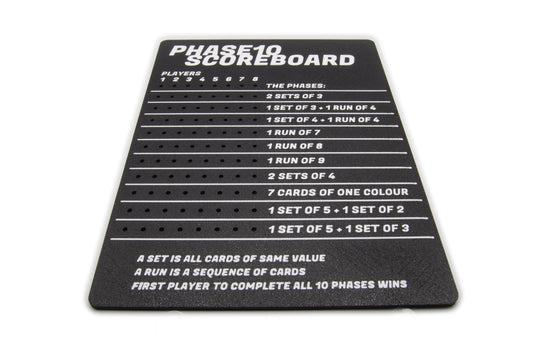 PHASE10
SCOREBOARD
PLAYERS
1 2 3 4 5 6 7 8
THE PHASES:
2 SETS OF 3
1 SET OF 3 + 1 RUN OF 4
1 SET OF 4 + 1 RUN OF 4
1 RUN OF 7
1 RUN OF 8
1 RUN OF 9
2 SETS OF 4
7 CARDS OF ONE COLOUR
1 SET OF 5 + 1 SET OF 2
1 SET OF 5 + 1 SET OF 3
A SET IS ALL CARDS OF SAME VALUE
A RUN IS A SEQUENCE OF CARDS
FIRST PLAYER TO COMPLETE ALL 10 PHASES WINS